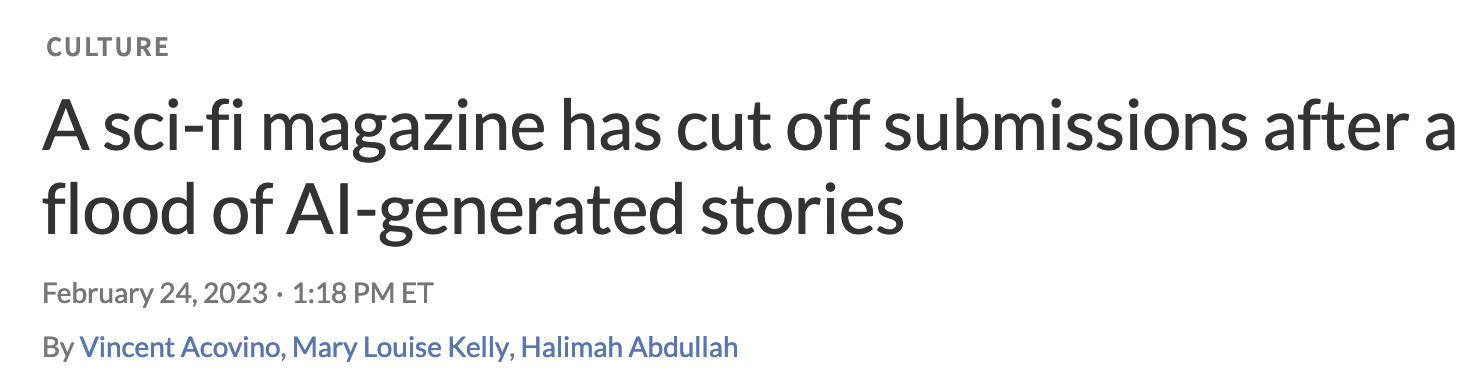 CULTURE
A sci-fi magazine has cut off submissions after a
flood of AI-generated stories
February 24, 2023 · 1:18 PM ET
By Vincent Acovino, Mary Louise Kelly, Halimah Abdullah